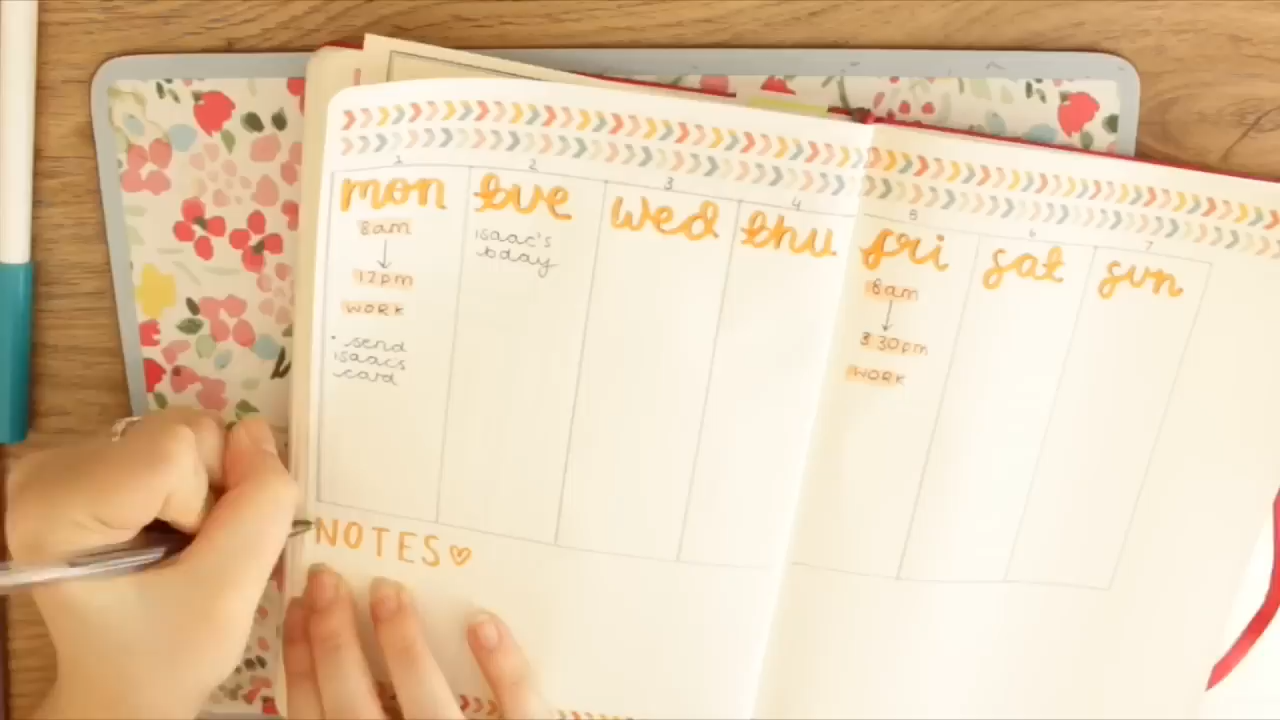 1 2 3 4 5 6 7
mon tue wed thu fri sat sun
8am
12pm
WORK
· send
isaac's
card
isaac's
bday
8am
3:30pm
WORK
NOTES♡